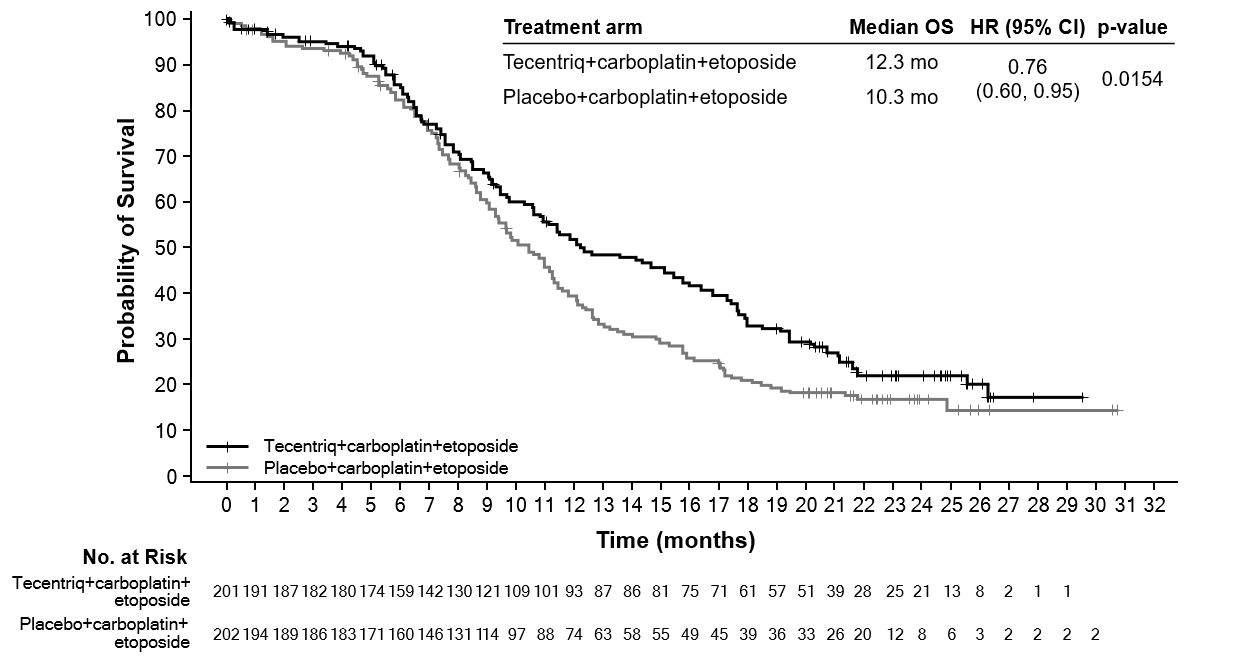 Treatment arm Median OS HR (95% CI) p-value
Tecentriq+carboplatin+etoposide 12.3 mo 0.76
Placebo+carboplatin+etoposide 10.3 mo (0.60, 0.95) 0.0154
Probability of Survival
100
90
80
70
60
50
40
30
20
10
0
Tecentriq+carboplatin+etoposide
Placebo+carboplatin+etoposide
0 1 2 3 4 5 6 7 8 9 10 11 12 13 14 15 16 17 18 19 20 21 22 23 24 25 26 27 28 29 30 31 32
Time (months)
No. at Risk
Tecentriq+carboplatin+
etoposide
201 191 187 182 180 174 159 142 130 121 109 101 93 87 86 81 75 71 61 57 51 39 28 25 21 13 8 2 1 1
Placebo+carboplatin+
etoposide
202 194 189 186 183 171 160 146 131 114 97 88 74 63 58 55 49 45 39 36 33 26 20 12 8 6 3 2 2 2 2